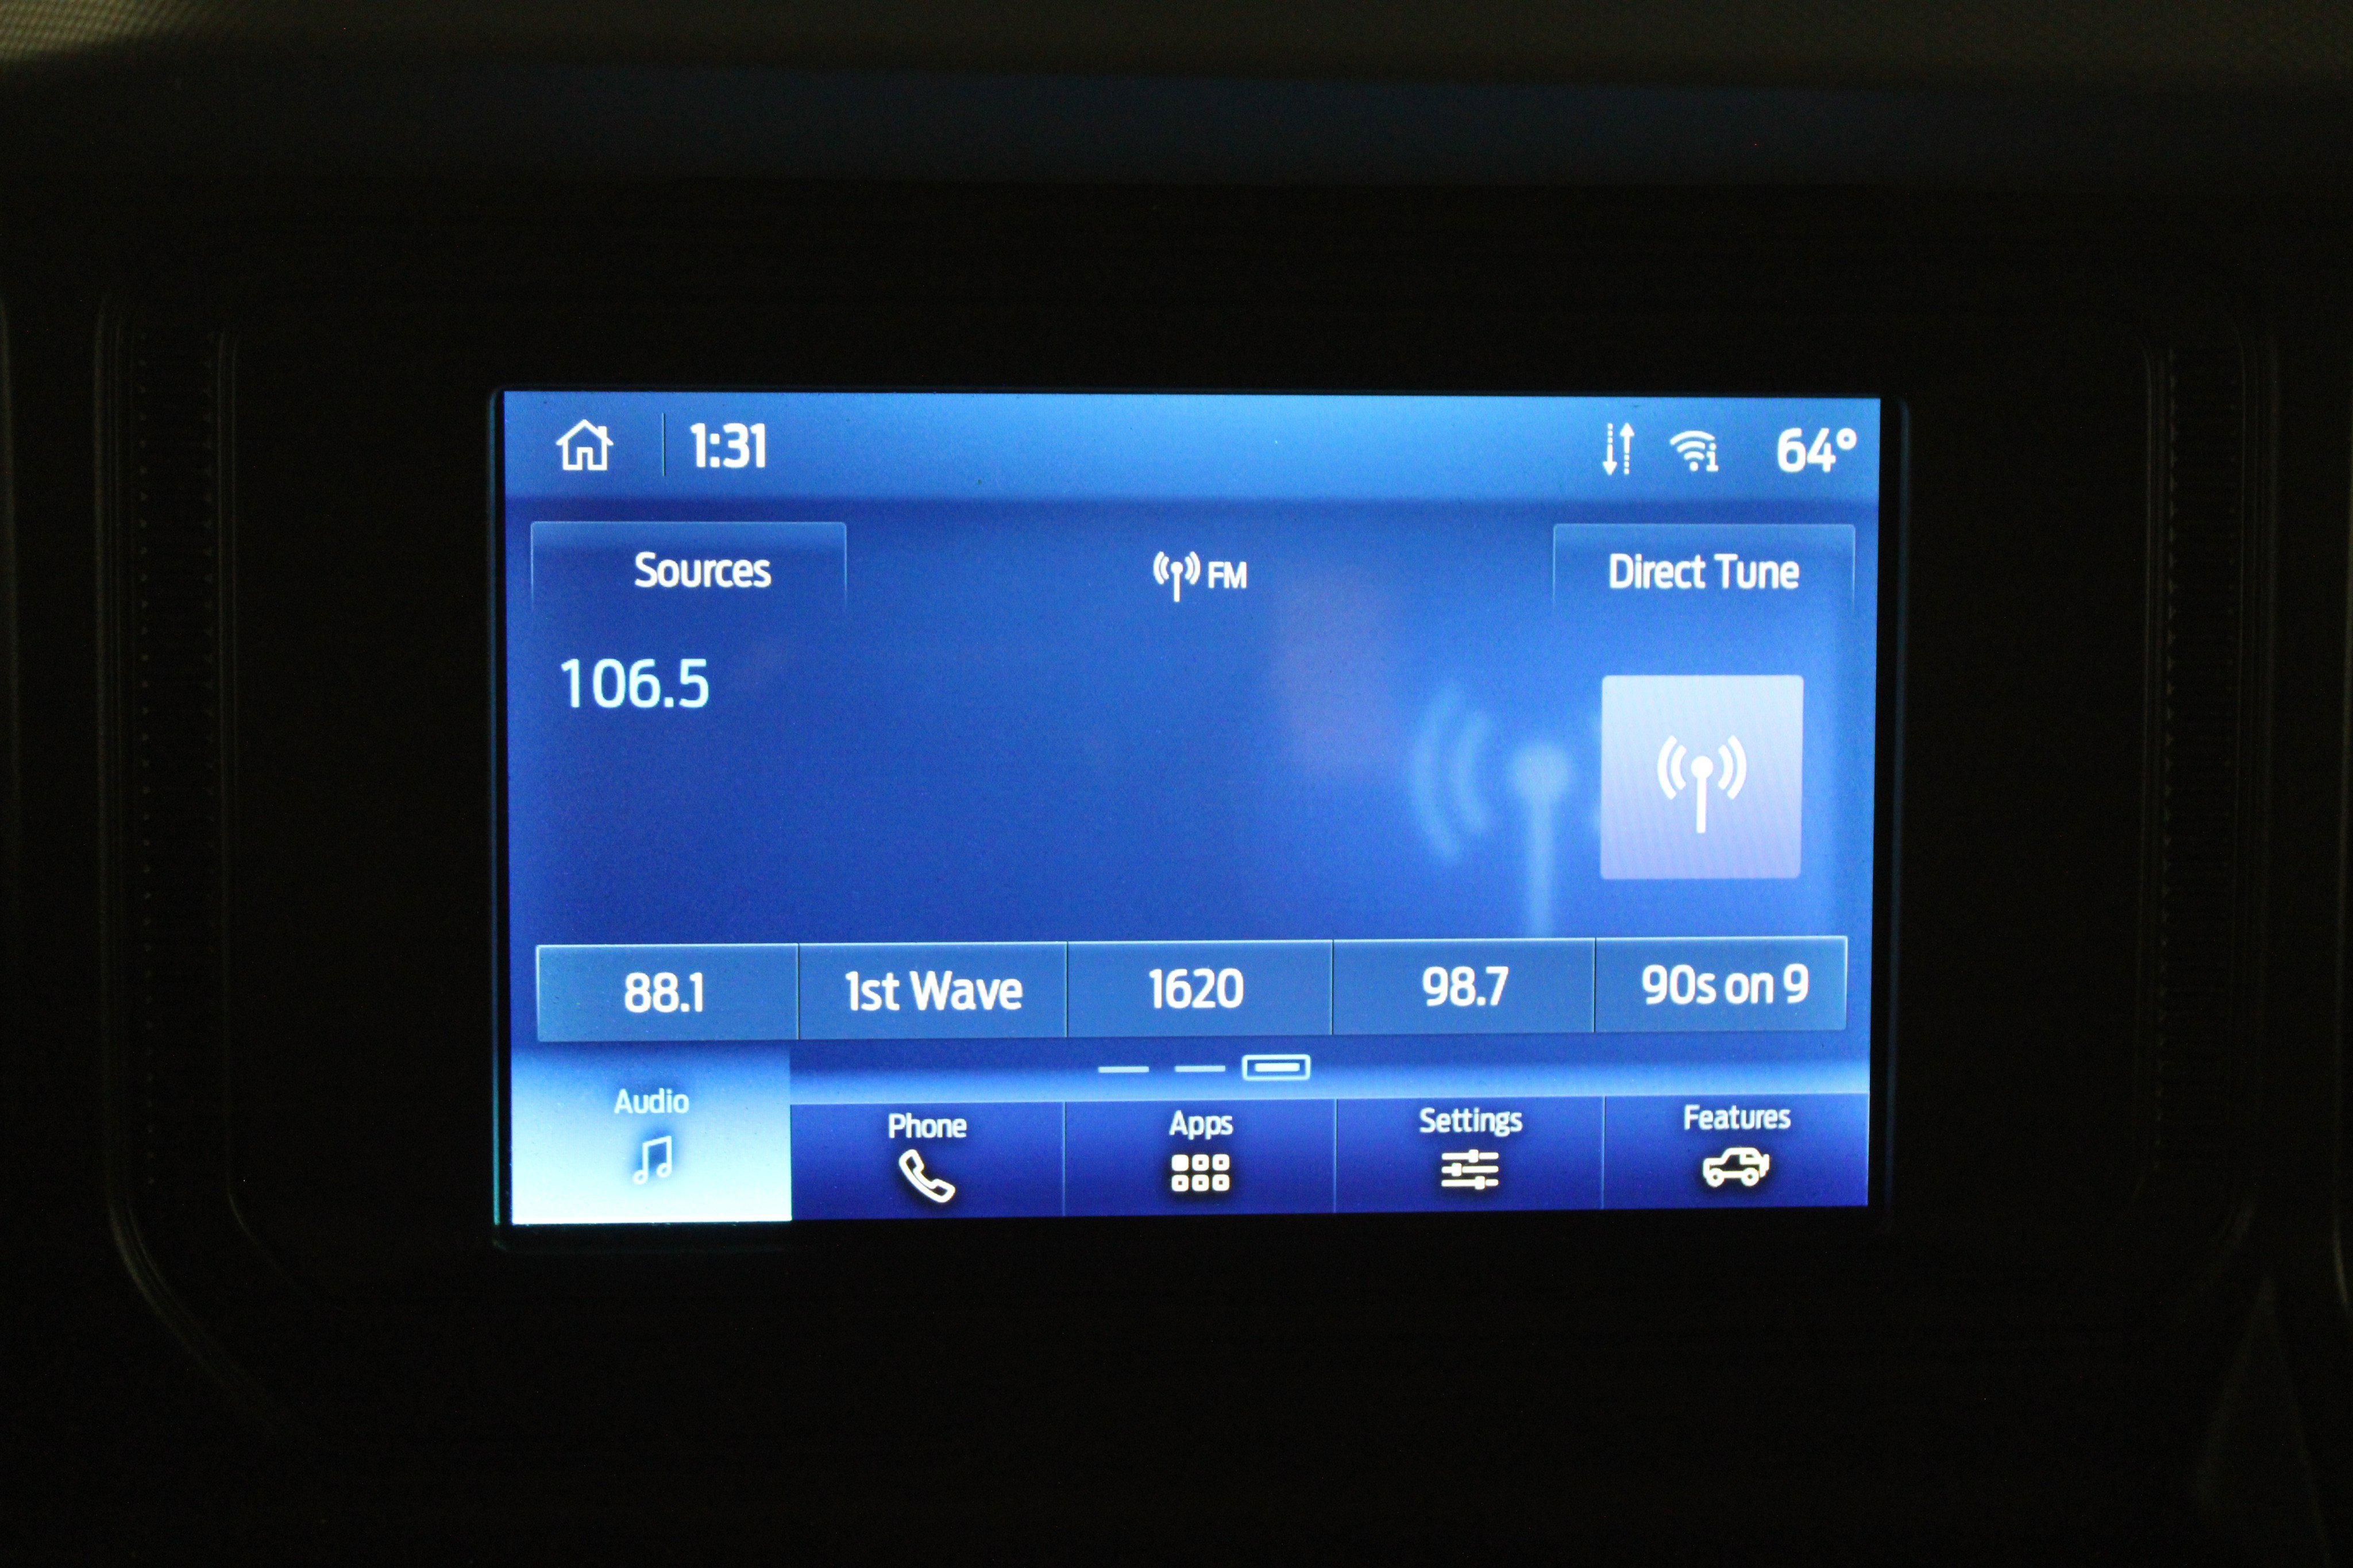 1:31 64°
Sources FM Direct Tune
106.5
88.1 1st Wave 1620 98.7 90s on 9
Audio Phone Apps Settings Features